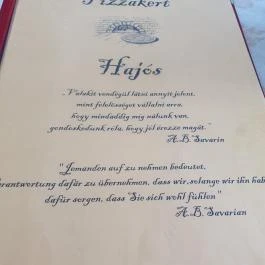 Pizzakert
Hajós
„Valakit vendégül látni annyit jelent,
mint felelősséget vállalni arra,
hogy mindaddig míg nálunk van,
gondoskodunk róla, hogy jól érezze magát.”
A.B. Savarin
"Jemanden auf zu nehmen bedeutet,
Verantwortung dafür zu übernehmen, dass wir, solange wir ihn haben
dafür sorgen, dass Sie sich wohl fühlen"
A.B. Savarian